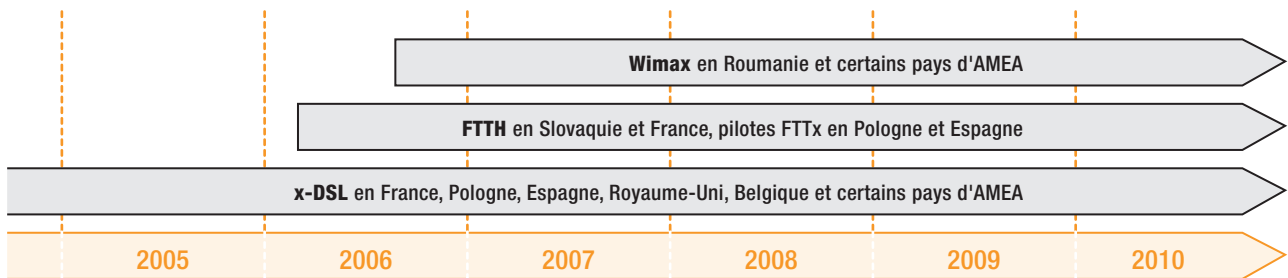 Wimax en Roumanie et certains pays d'AMEA
FTTH en Slovaquie et France, pilotes FTTx en Pologne et Espagne
x-DSL en France, Pologne, Espagne, Royaume-Uni, Belgique et certains pays d'AMEA
2005 2006 2007 2008 2009 2010